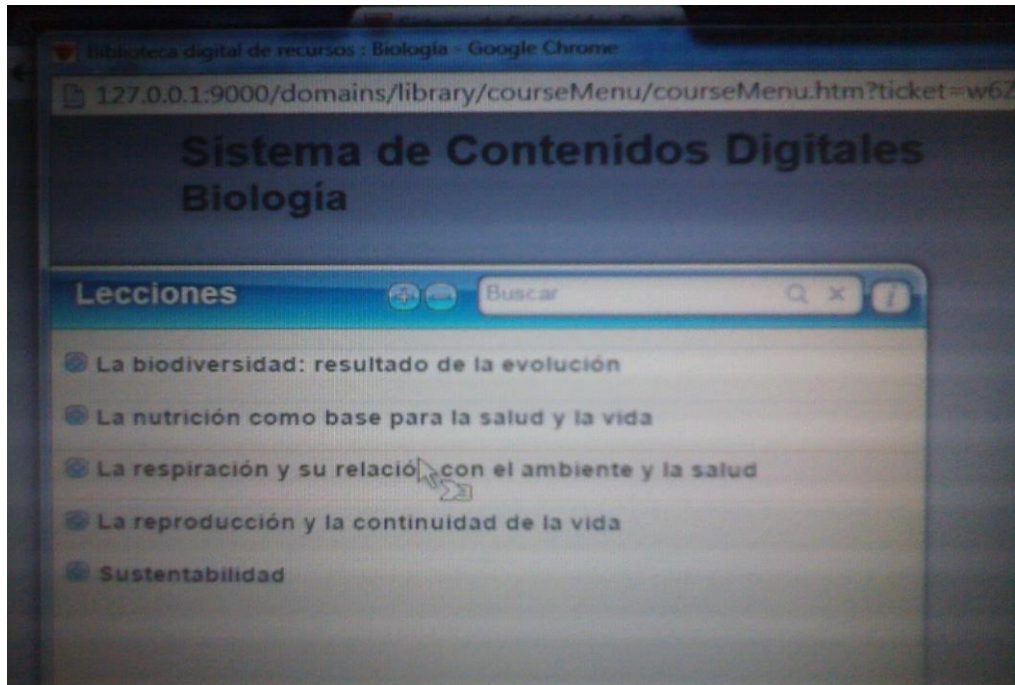 Biblioteca digital de recursos : Biología - Google Chrome
127.0.0.1:9000/domains/library/courseMenu/courseMenu.htm?ticket=w6Z
Sistema de Contenidos Digitales
Biología
Lecciones
Buscar
La biodiversidad: resultado de la evolución
La nutrición como base para la salud y la vida
La respiración y su relación con el ambiente y la salud
La reproducción y la continuidad de la vida
Sustentabilidad